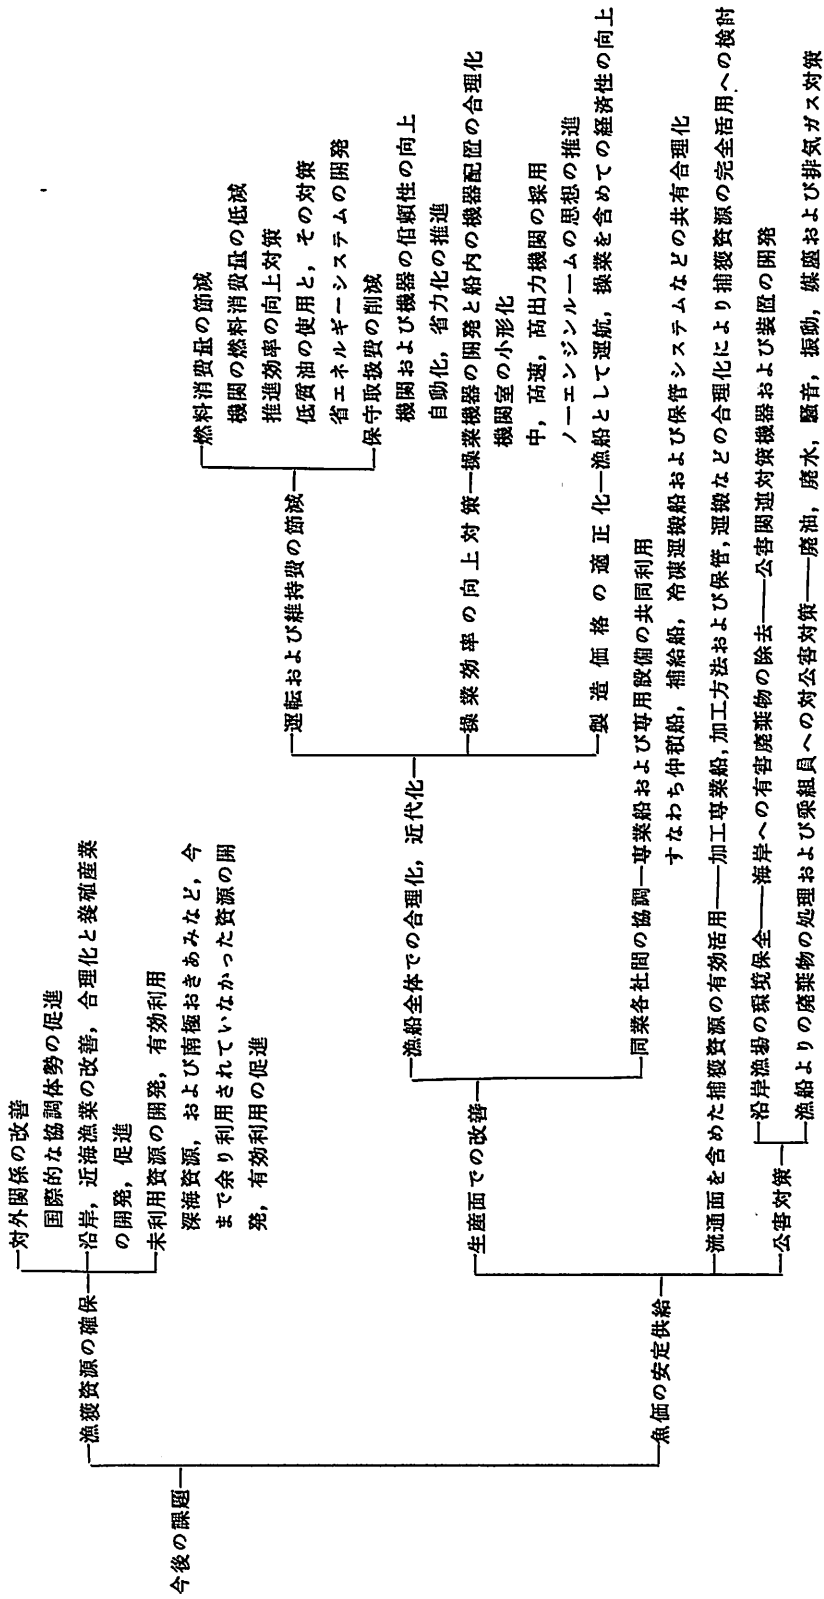 今後の課題
漁獲資源の確保
対外関係の改善
国際的な協調体勢の促進
沿岸，近海漁業の改善，合理化と養殖産業
の開発，促進
未利用資源の開発，有効利用
深海資源，および南極おきあみなど，今
まで余り利用されていなかった資源の開
発，有効利用の促進
魚価の安定供給
生産面での改善
漁船全体での合理化，近代化
運転および維持費の節減
燃料消費量の節減
機関の燃料消費量の低減
推進効率の向上対策
低質油の使用と，その対策
省エネルギーシステムの開発
保守取扱費の削減
機関および機器の信頼性の向上
自動化，省力化の推進
操業効率の向上対策
操業機器の開発と船内の機器配置の合理化
機関室の小形化
中，高速，高出力機関の採用
ノーエンジンルームの思想の推進
製造価格の適正化
漁船として運航，操業を含めての経済性の向上
同業各社間の協調
専業船および専用設備の共同利用
すなわち仲積船，補給船，冷凍運搬船および保管システムなどの共有合理化
流通面を含めた捕獲資源の有効活用
加工専業船，加工方法および保管，運搬などの合理化により捕獲資源の完全活用への検討
公害対策
沿岸漁場の環境保全
海岸への有害廃棄物の除去
公害関連対策機器および装置の開発
漁船よりの廃棄物の処理および乗組員への対公害対策
廃油，廃水，騒音，振動，煤塵および排気ガス対策